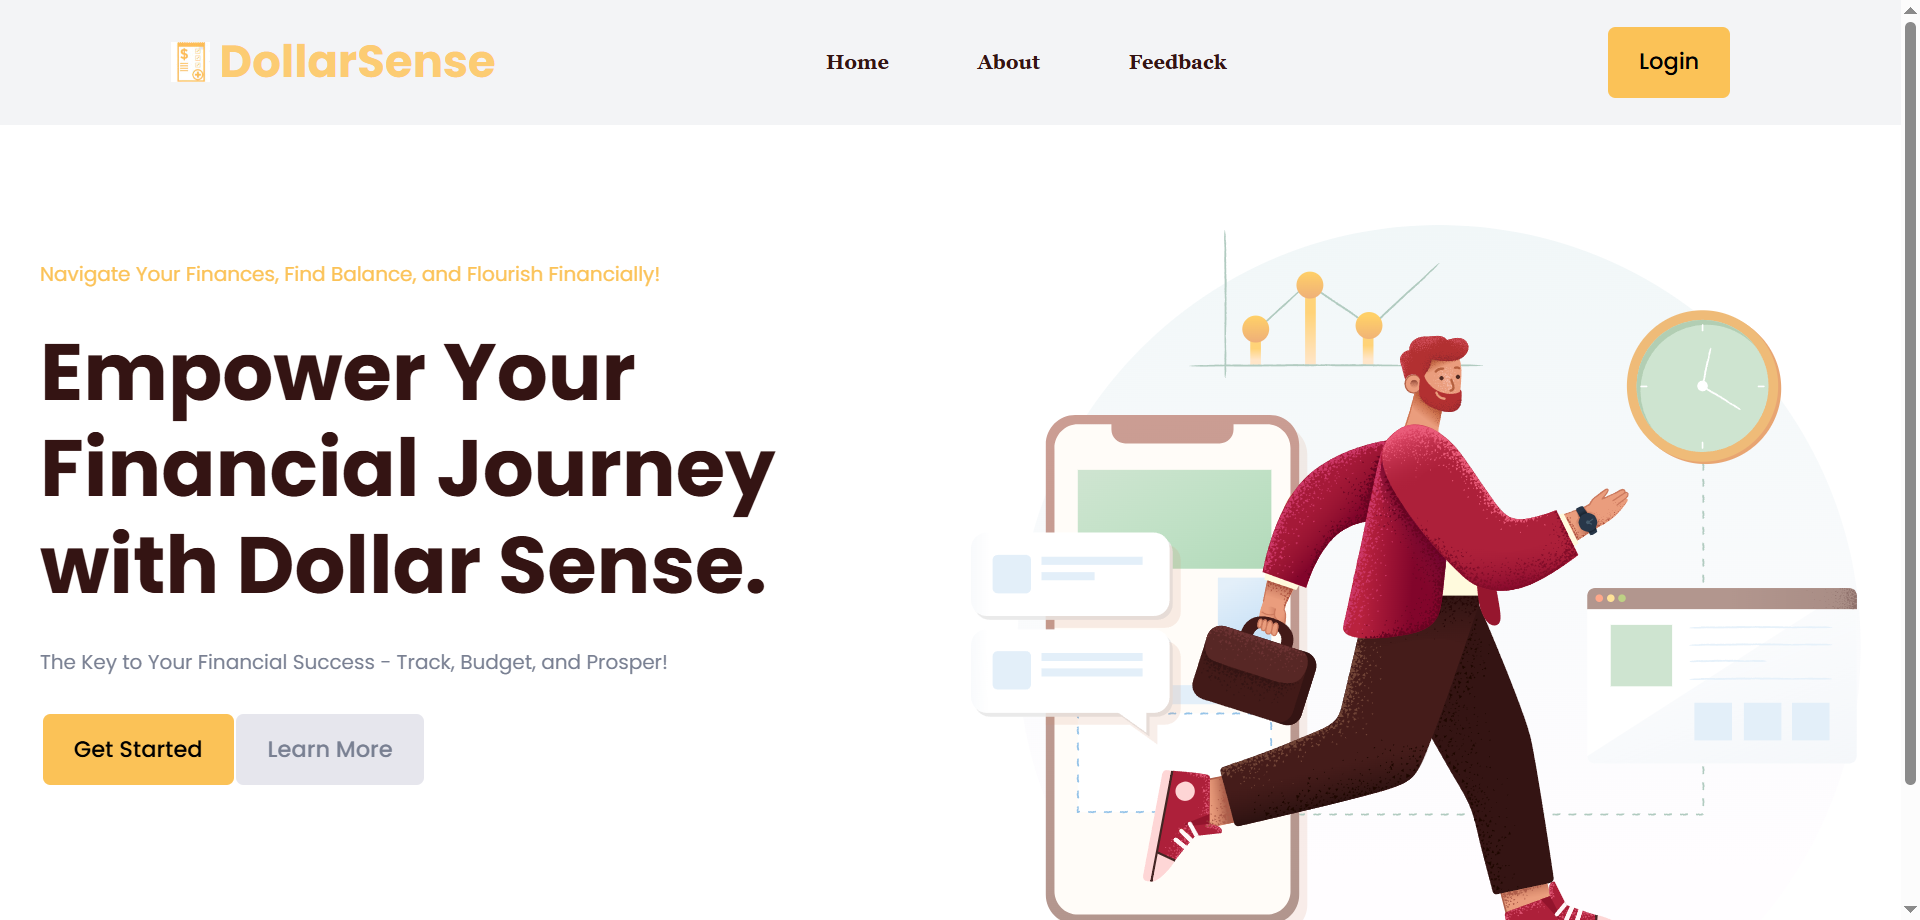 DollarSense
Home
About
Feedback
Login
Navigate Your Finances, Find Balance, and Flourish Financially!
Empower Your
Financial Journey
with Dollar Sense.
The Key to Your Financial Success - Track, Budget, and Prosper!
Get Started
Learn More